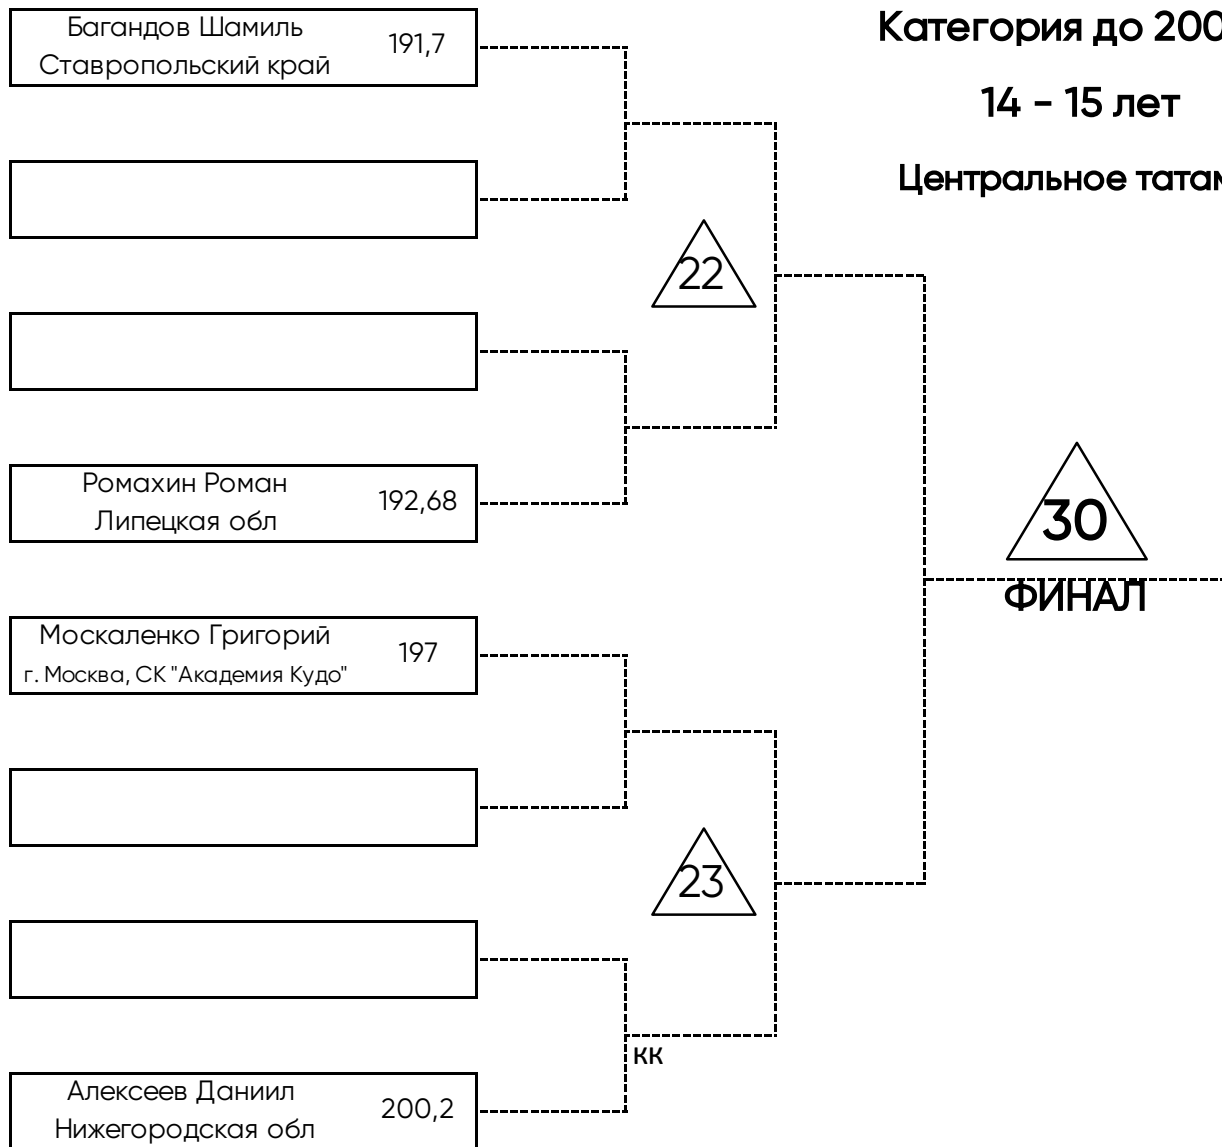 Багандов Шамиль 191,7
Ставропольский край
Категория до 200
14 - 15 лет
Центральное
22
Ромахин Роман 192,68
Липецкая обл
30
ФИНАЛ
Москаленко Григорий 197
г. Москва, СК "Академия Кудо"
23
КК
Алексеев Даниил 200,2
Нижегородская обл